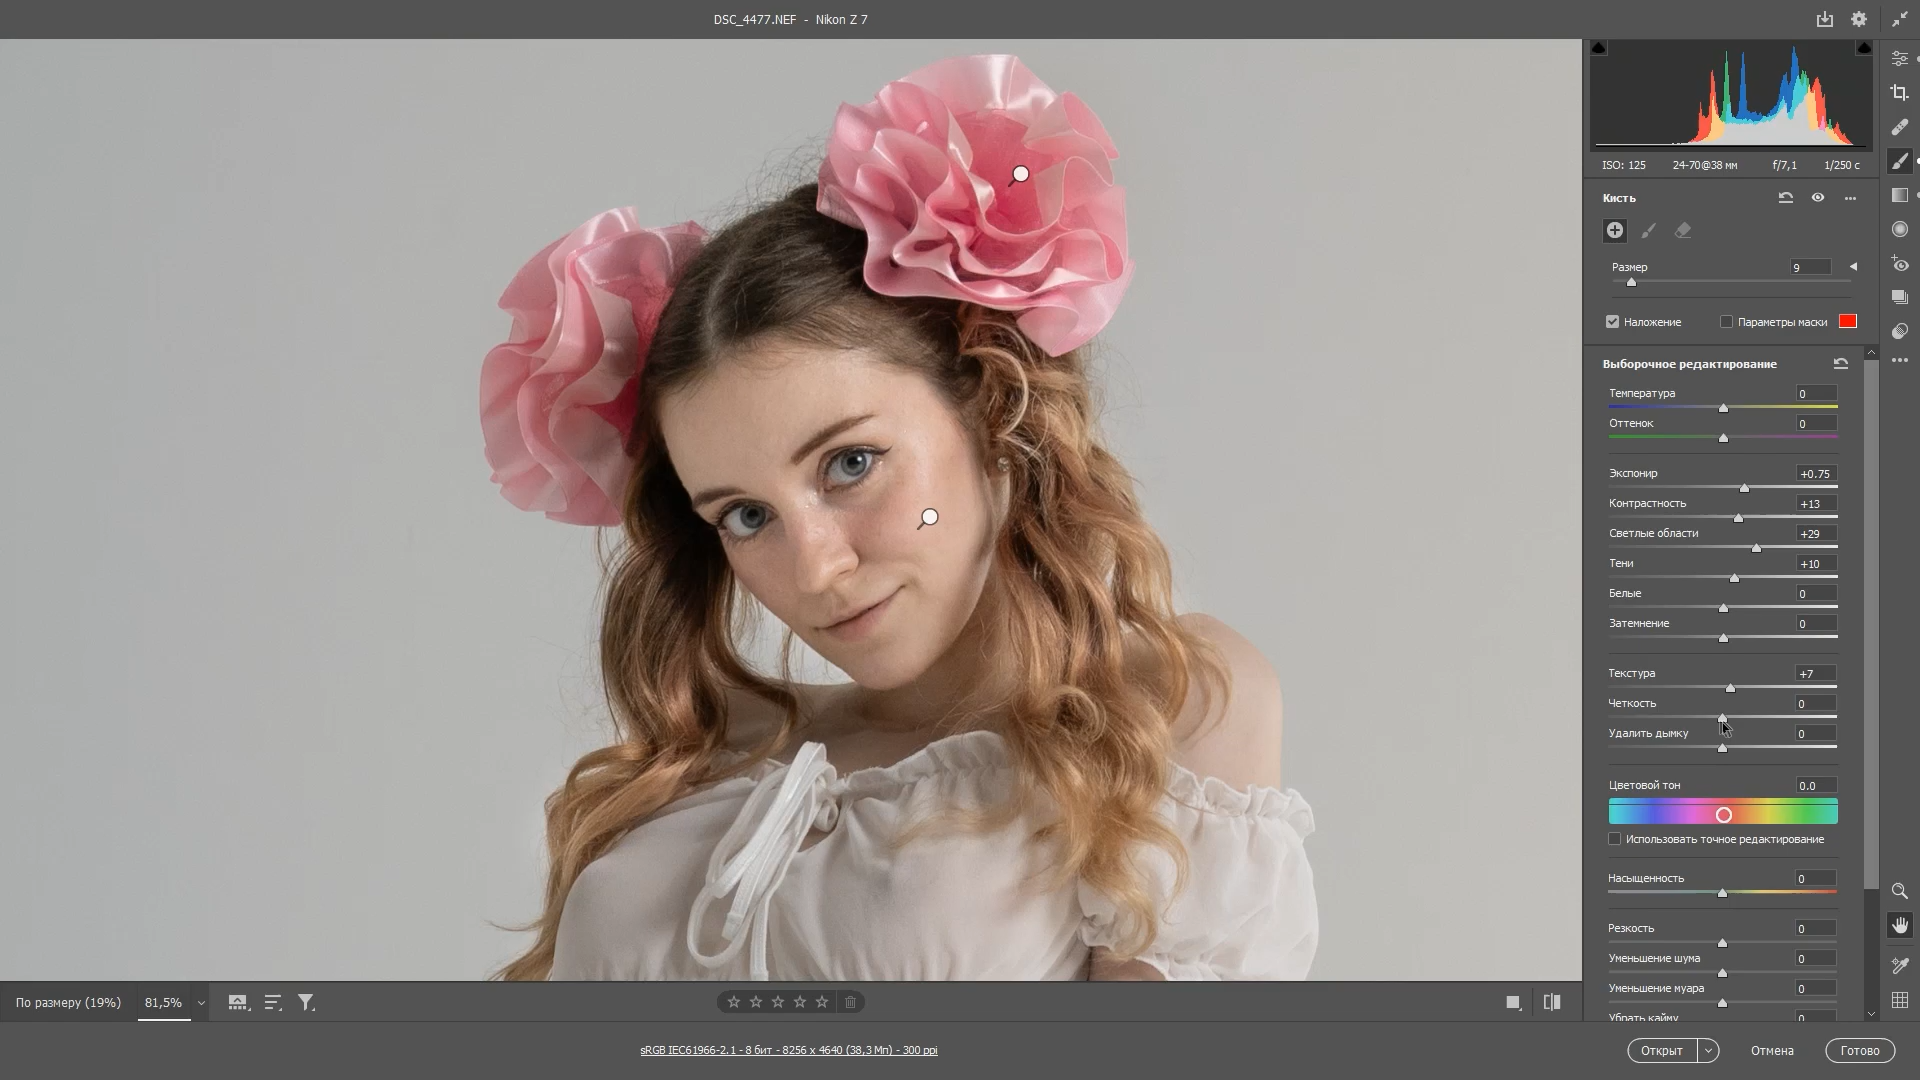 DSC_4477.NEF - Nikon Z 7
ISO: 125 24-70@38 мм f/7,1 1/250 с
Кисть
Размер 9
Наложение Параметры маски
Выборочное редактирование
Температура 0
Оттенок 0
Экспонир +0.75
Контрастность +13
Светлые области +29
Тени +10
Белые 0
Затемнение 0
Текстура +7
Четкость 0
Удалить дымку 0
Цветовой тон 0.0
Использовать точное редактирование
Насыщенность 0
Резкость 0
Уменьшение шума 0
Уменьшение муара 0
Убрать кайму 0
По размеру (19%) 81,5%
sRGB IEC61966-2.1 - 8 бит - 8256 x 4640 (38,3 Мп) - 300 ppi
Открыт Отмена Готово